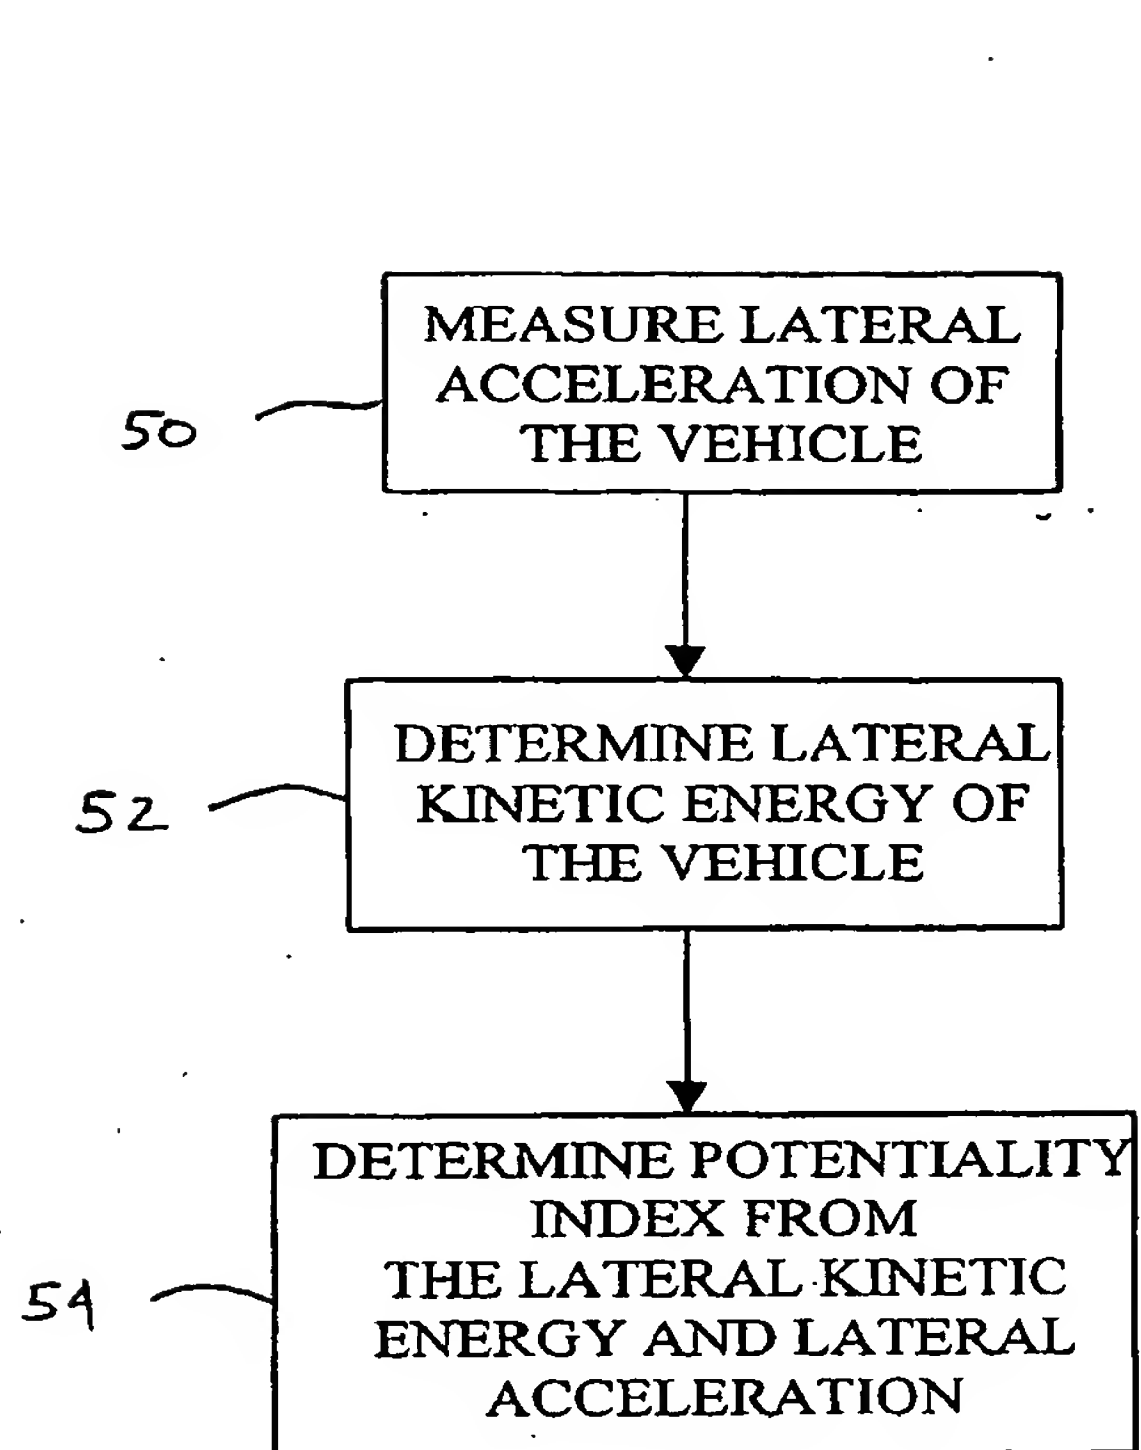 MEASURE LATERAL
ACCELERATION OF
THE VEHICLE
50
DETERMINE LATERAL
KINETIC ENERGY OF
THE VEHICLE
52
DETERMINE POTENTIALITY
INDEX FROM
THE LATERAL KINETIC
ENERGY AND LATERAL
ACCELERATION
54